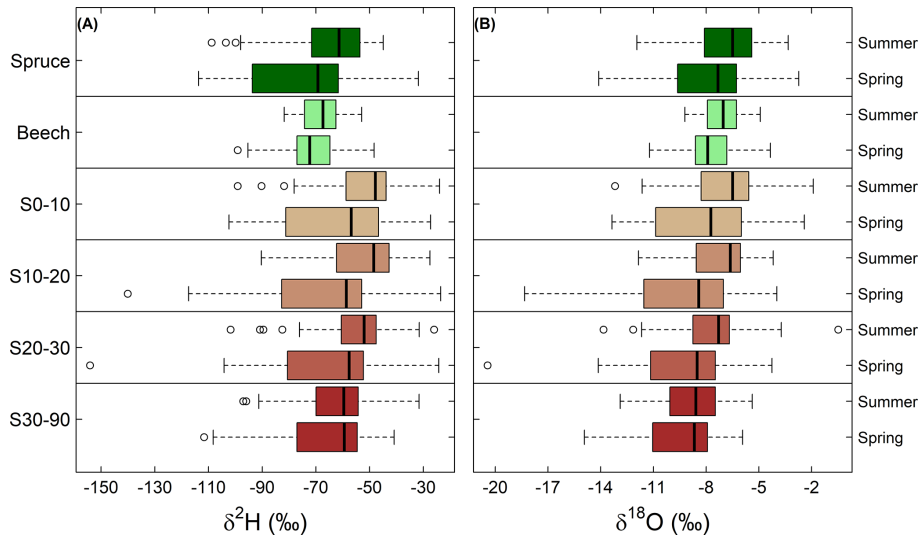 (A) (B)
Spruce Summer
Spring
Beech Summer
Spring
S0-10 Summer
Spring
S10-20 Summer
Spring
S20-30 Summer
Spring
S30-90 Summer
Spring
-150 -130 -110 -90 -70 -50 -30 -20 -17 -14 -11 -8 -5 -2
δ²H (‰) δ¹⁸O (‰)